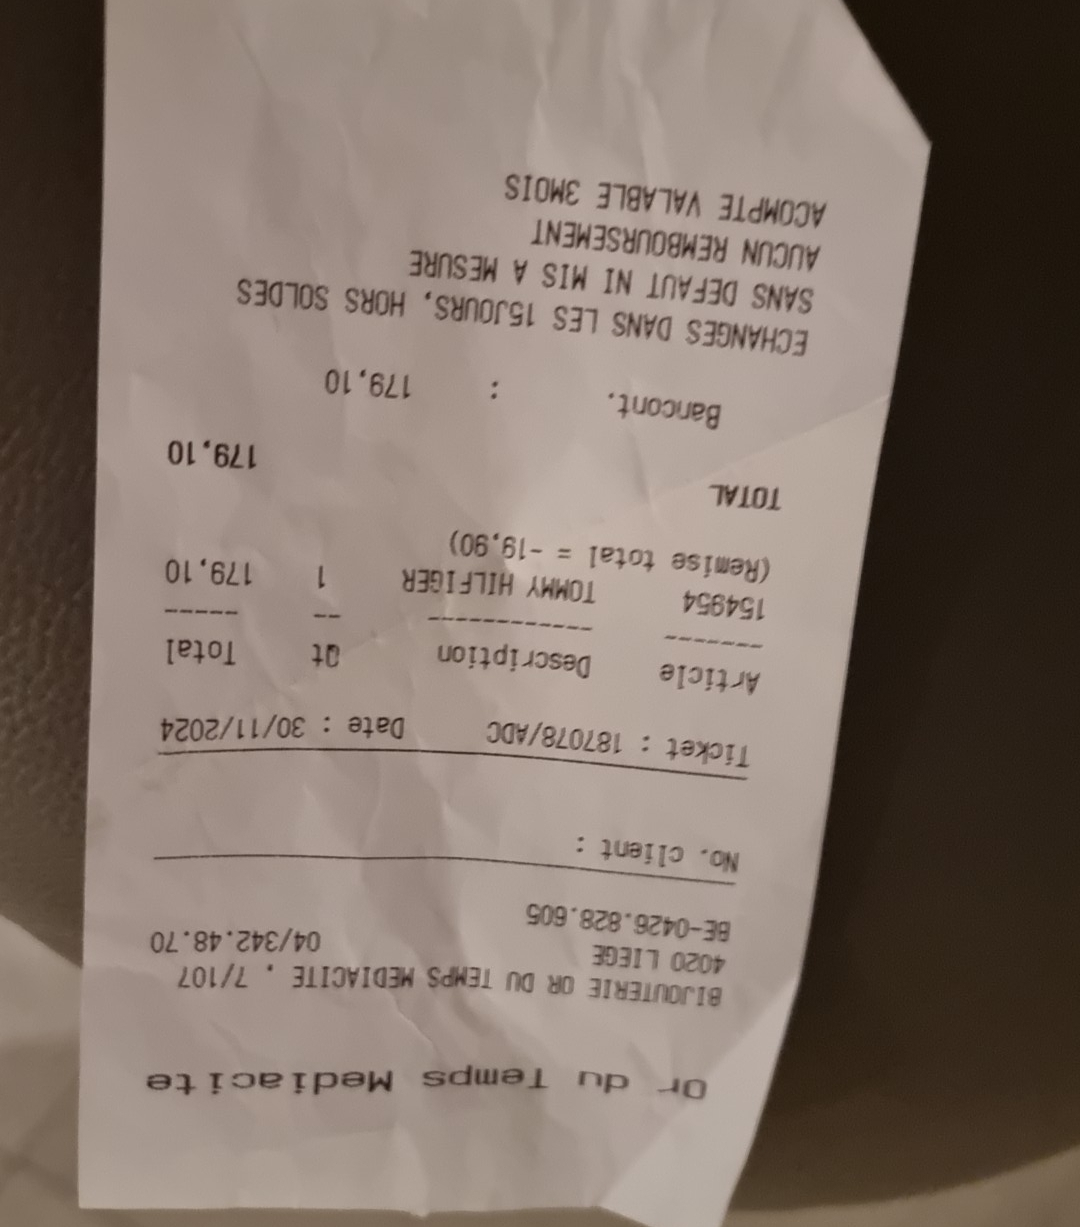 Or du Temps Mediacite
BIJOUTERIE OR DU TEMPS MEDIACITE , 7/107
4020 LIEGE 04/342.48.70
BE-0426.828.605
No. client :
Ticket : 187078/ADC Date : 30/11/2024
Article Description Qt Total
------- ------------- -- -----
154954 TOMMY HILFIGER 1 179,10
(Remise total = -19,90)
TOTAL 179,10
Bancont. : 179,10
ECHANGES DANS LES 15JOURS, HORS SOLDES
SANS DEFAUT NI MIS A MESURE
AUCUN REMBOURSEMENT
ACOMPTE VALABLE 3MOIS